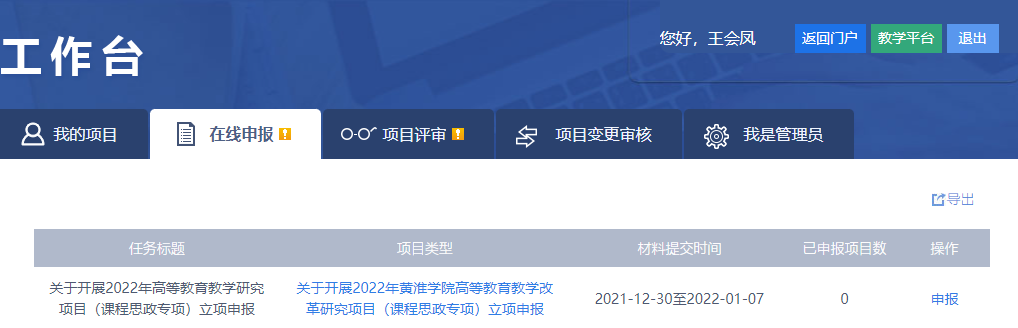 工作台
您好，王会凤
返回门户
教学平台
退出
我的项目
在线申报
项目评审
项目变更审核
我是管理员
导出
任务标题
项目类型
材料提交时间
已申报项目数
操作
关于开展2022年高等教育教学研究
项目（课程思政专项）立项申报
关于开展2022年黄淮学院高等教育教学改
革研究项目（课程思政专项）立项申报
2021-12-30至2022-01-07
0
申报